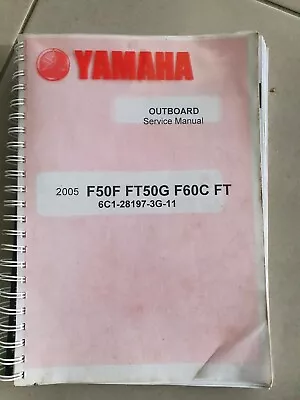 YAMAHA
OUTBOARD
Service Manual
2005 F50F FT50G F60C FT
6C1-28197-3G-11